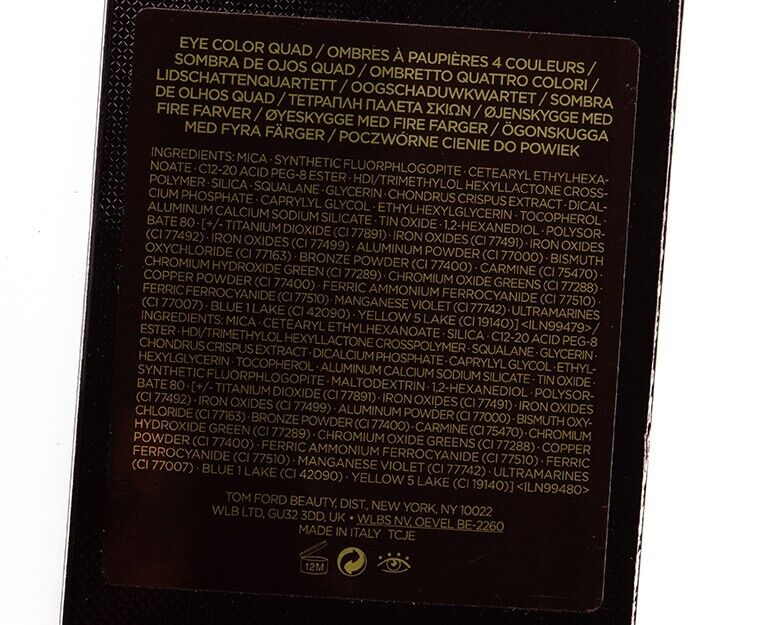 EYE COLOR QUAD / OMBRES À PAUPIÈRES 4 COULEURS /
SOMBRA DE OJOS QUAD / OMBRETTO QUATTRO COLORI /
LIDSCHATTENQUARTETT / OOGSCHADUWKWARTET / SOMBRA
DE OLHOS QUAD / ΤΕΤΡΑΠΛΗ ΠΑΛΕΤΑ ΣΚΙΩΝ / ØJENSKYGGE MED
FIRE FARVER / ØYESKYGGE MED FIRE FARGER / ÖGONSKUGGA
MED FYRA FÄRGER / POCZWÓRNE CIENIE DO POWIEK
INGREDIENTS: MICA · SYNTHETIC FLUORPHLOGOPITE · CETEARYL ETHYLHEXA-
NOATE · C12-20 ACID PEG-8 ESTER · HDI/TRIMETHYLOL HEXYLLACTONE CROSS-
POLYMER · SILICA · SQUALANE · GLYCERIN · CHONDRUS CRISPUS EXTRACT · DICAL-
CIUM PHOSPHATE · CAPRYLYL GLYCOL · ETHYLHEXYLGLYCERIN · TOCOPHEROL ·
ALUMINUM CALCIUM SODIUM SILICATE · TIN OXIDE · 1,2-HEXANEDIOL · POLYSOR-
BATE 80 · [+/- TITANIUM DIOXIDE (CI 77891) · IRON OXIDES (CI 77491) · IRON OXIDES
(CI 77492) · IRON OXIDES (CI 77499) · ALUMINUM POWDER (CI 77000) · BISMUTH
OXYCHLORIDE (CI 77163) · BRONZE POWDER (CI 77400) · CARMINE (CI 75470) ·
CHROMIUM HYDROXIDE GREEN (CI 77289) · CHROMIUM OXIDE GREENS (CI 77288) ·
COPPER POWDER (CI 77400) · FERRIC AMMONIUM FERROCYANIDE (CI 77510) ·
FERRIC FERROCYANIDE (CI 77510) · MANGANESE VIOLET (CI 77742) · ULTRAMARINES
(CI 77007) · BLUE 1 LAKE (CI 42090) · YELLOW 5 LAKE (CI 19140)] <ILN99479> /
INGREDIENTS: MICA · CETEARYL ETHYLHEXANOATE · SILICA · C12-20 ACID PEG-8
ESTER · HDI/TRIMETHYLOL HEXYLLACTONE CROSSPOLYMER · SQUALANE · GLYCERIN ·
CHONDRUS CRISPUS EXTRACT · DICALCIUM PHOSPHATE · CAPRYLYL GLYCOL · ETHYL-
HEXYLGLYCERIN · TOCOPHEROL · ALUMINUM CALCIUM SODIUM SILICATE · TIN OXIDE ·
SYNTHETIC FLUORPHLOGOPITE · MALTODEXTRIN · 1,2-HEXANEDIOL · POLYSOR-
BATE 80 · [+/- TITANIUM DIOXIDE (CI 77891) · IRON OXIDES (CI 77491) · IRON OXIDES
(CI 77492) · IRON OXIDES (CI 77499) · ALUMINUM POWDER (CI 77000) · BISMUTH OXY-
CHLORIDE (CI 77163) · BRONZE POWDER (CI 77400) · CARMINE (CI 75470) · CHROMIUM
HYDROXIDE GREEN (CI 77289) · CHROMIUM OXIDE GREENS (CI 77288) · COPPER
POWDER (CI 77400) · FERRIC AMMONIUM FERROCYANIDE (CI 77510) · FERRIC
FERROCYANIDE (CI 77510) · MANGANESE VIOLET (CI 77742) · ULTRAMARINES
(CI 77007) · BLUE 1 LAKE (CI 42090) · YELLOW 5 LAKE (CI 19140)] <ILN99480>
TOM FORD BEAUTY, DIST., NEW YORK, NY 10022
WLB LTD, GU32 3DD, UK • WLBS NV, OEVEL BE-2260
MADE IN ITALY TCJE
12M